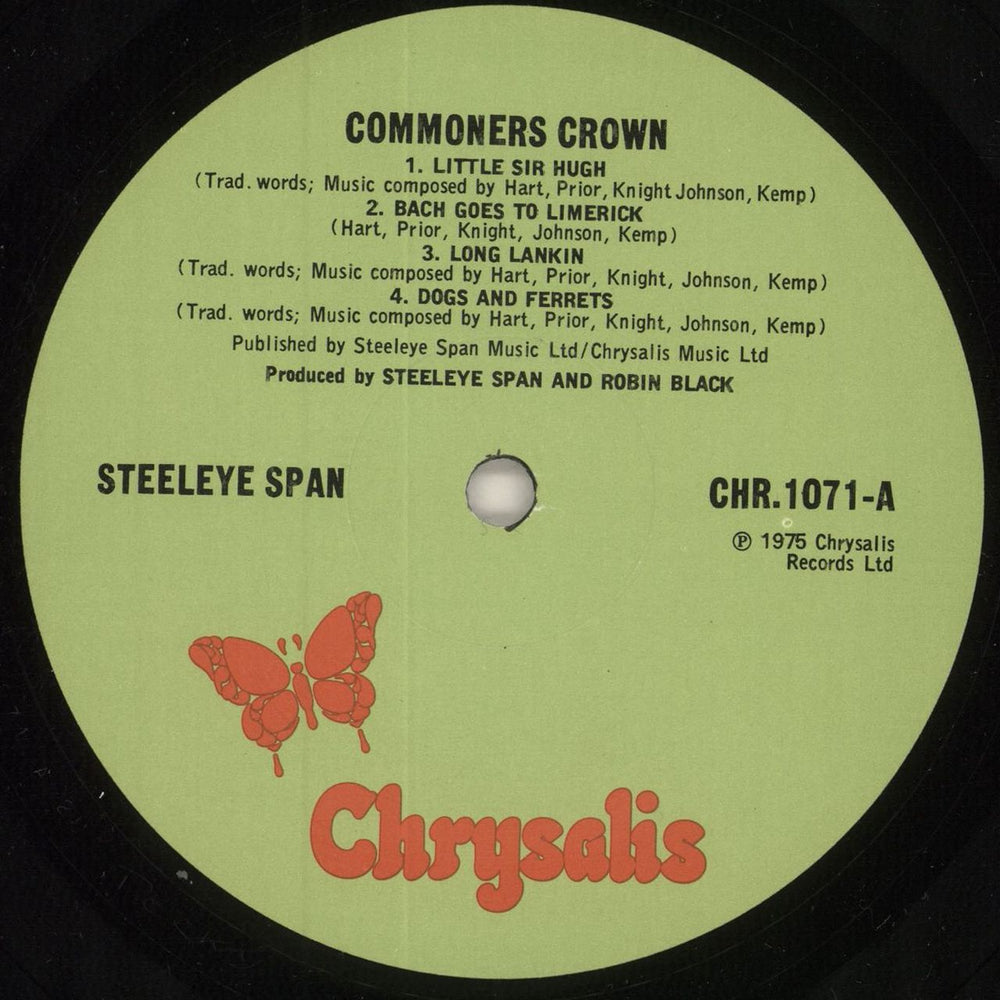 COMMONERS CROWN
1. LITTLE SIR HUGH
(Trad. words; Music composed by Hart, Prior, Knight Johnson, Kemp)
2. BACH GOES TO LIMERICK
(Hart, Prior, Knight, Johnson, Kemp)
3. LONG LANKIN
(Trad. words; Music composed by Hart, Prior, Knight, Johnson, Kemp)
4. DOGS AND FERRETS
(Trad. words; Music composed by Hart, Prior, Knight, Johnson, Kemp)
Published by Steeleye Span Music Ltd/Chrysalis Music Ltd
Produced by STEELEYE SPAN AND ROBIN BLACK
STEELEYE SPAN
CHR.1071-A
℗ 1975 Chrysalis
Records Ltd
Chrysalis